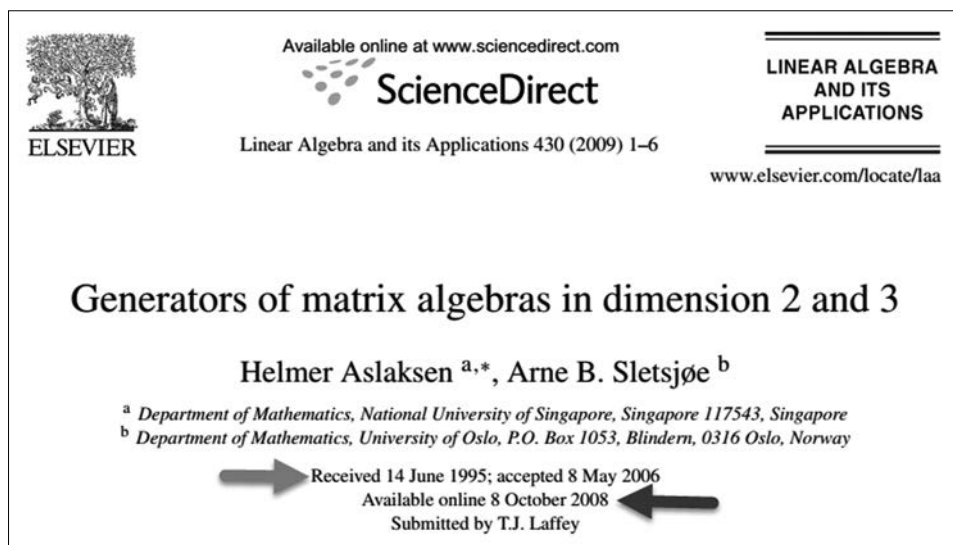 Available online at www.sciencedirect.com
ScienceDirect
ELSEVIER
Linear Algebra and its Applications 430 (2009) 1–6
LINEAR ALGEBRA
AND ITS
APPLICATIONS
www.elsevier.com/locate/laa
Generators of matrix algebras in dimension 2 and 3
Helmer Aslaksen a,*, Arne B. Sletsjøe b
a Department of Mathematics, National University of Singapore, Singapore 117543, Singapore
b Department of Mathematics, University of Oslo, P.O. Box 1053, Blindern, 0316 Oslo, Norway
Received 14 June 1995; accepted 8 May 2006
Available online 8 October 2008
Submitted by T.J. Laffey